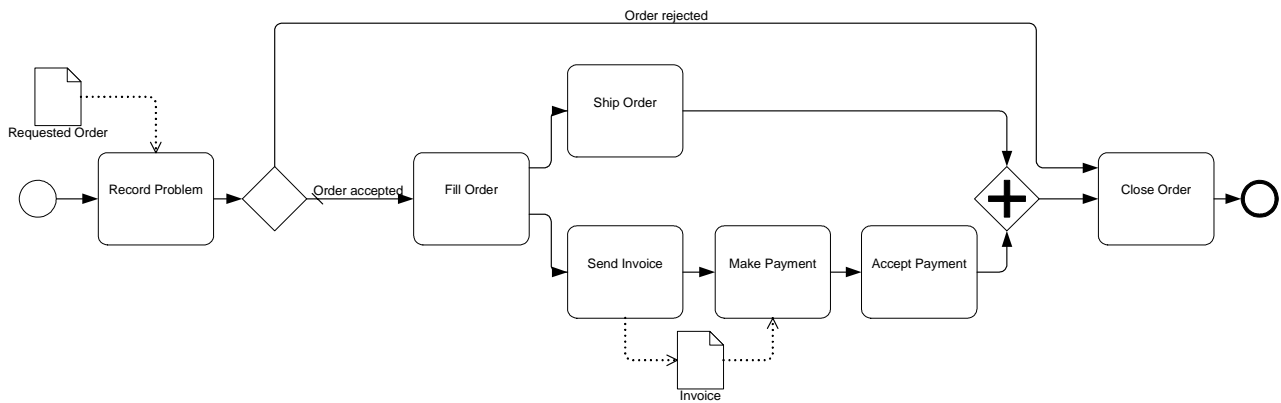 Order rejected
Ship Order
Requested Order
Record Problem
Order accepted
Fill Order
Close Order
Send Invoice
Make Payment
Accept Payment
Invoice